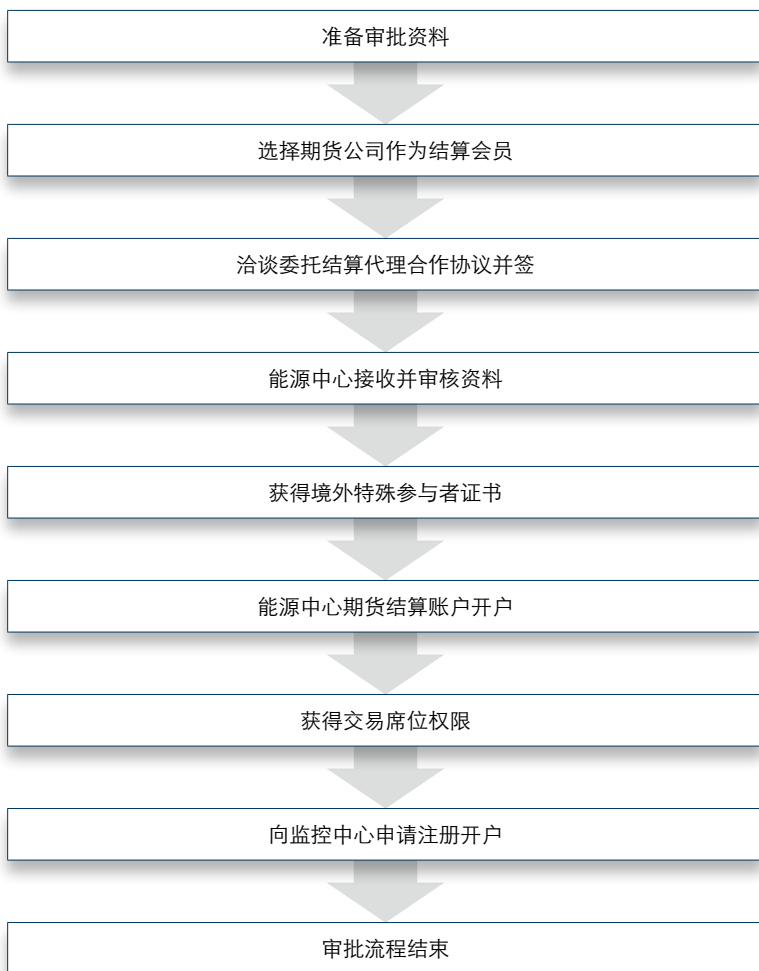 准备审批资料
选择期货公司作为结算会员
洽谈委托结算代理合作协议并签
能源中心接收并审核资料
获得境外特殊参与者证书
能源中心期货结算账户开户
获得交易席位权限
向监控中心申请注册开户
审批流程结束